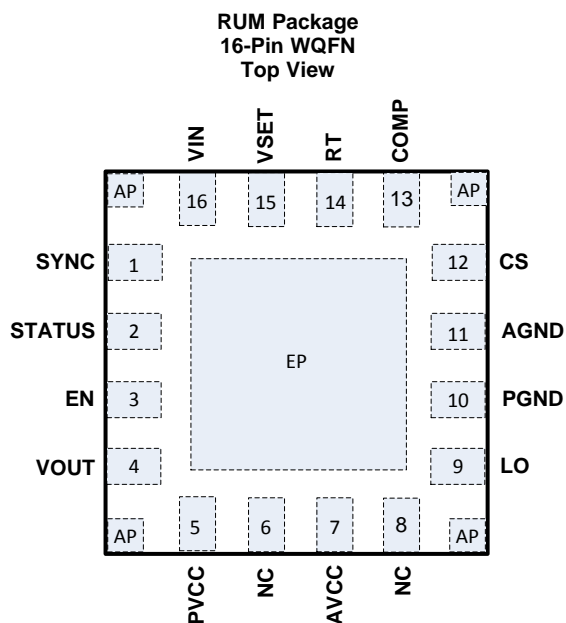 RUM Package
16-Pin WQFN
Top View
VIN VSET RT COMP
AP 16 15 14 13 AP
SYNC 1 12 CS
STATUS 2 11 AGND
EP
EN 3 10 PGND
VOUT 4 9 LO
AP 5 6 7 8 AP
PVCC NC AVCC NC